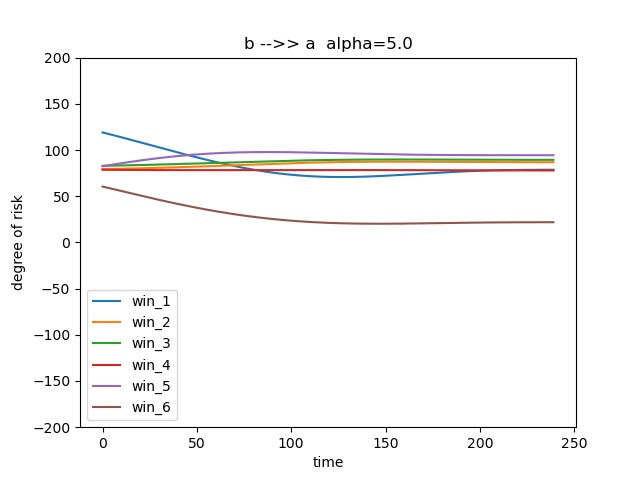 b -->> a  alpha=5.0
200
150
100
50
0
−50
−100
−150
−200
degree of risk
win_1
win_2
win_3
win_4
win_5
win_6
0 50 100 150 200 250
time